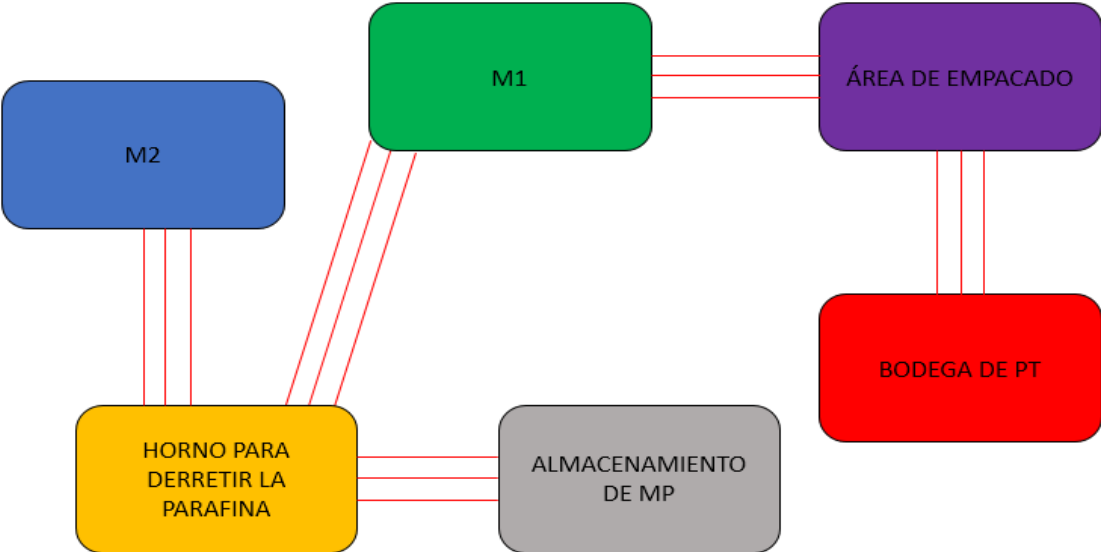 M1
ÁREA DE EMPACADO
M2
BODEGA DE PT
HORNO PARA
DERRETIR LA
PARAFINA
ALMACENAMIENTO
DE MP